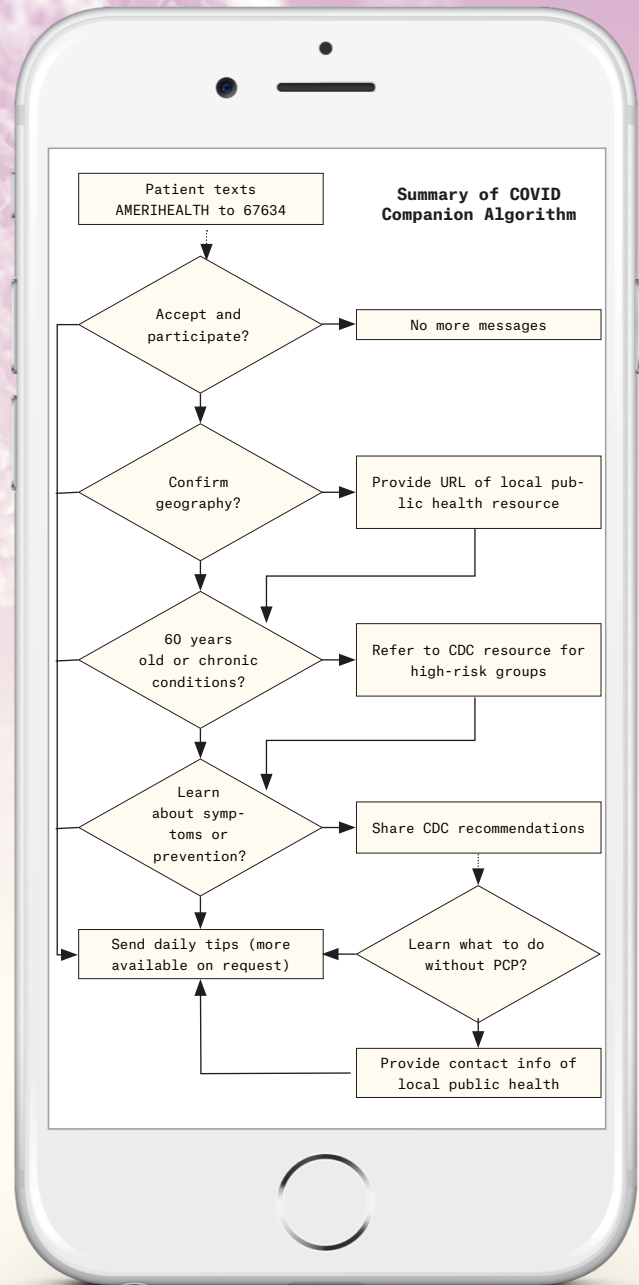 Patient texts
AMERIHEALTH to 67634
Summary of COVID
Companion Algorithm
Accept and
participate?
No more messages
Confirm
geography?
Provide URL of local pub-
lic health resource
60 years
old or chronic
conditions?
Refer to CDC resource for
high-risk groups
Learn
about symp-
toms or
prevention?
Share CDC recommendations
Send daily tips (more
available on request)
Learn what to do
without PCP?
Provide contact info of
local public health